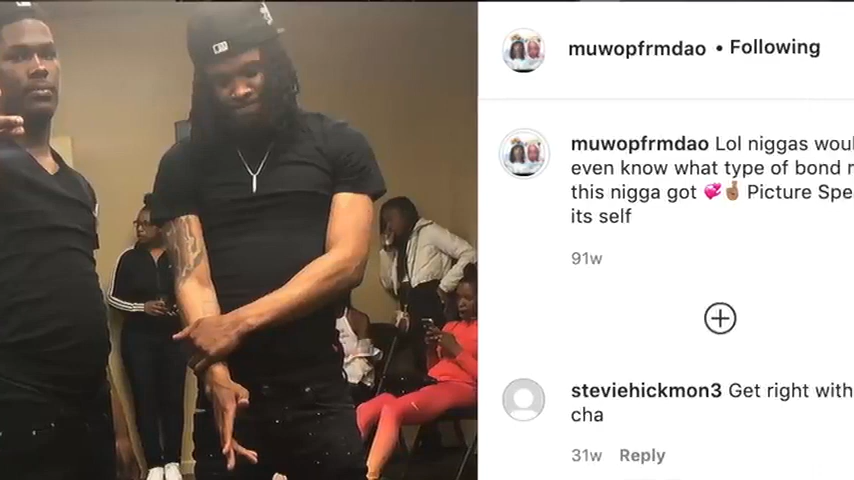 muwopfrmdao • Following
muwopfrmdao Lol niggas woul
even know what type of bond
this nigga got 💞🤞🏽 Picture Spe
its self
91w
steviehickmon3 Get right with
cha
31w Reply